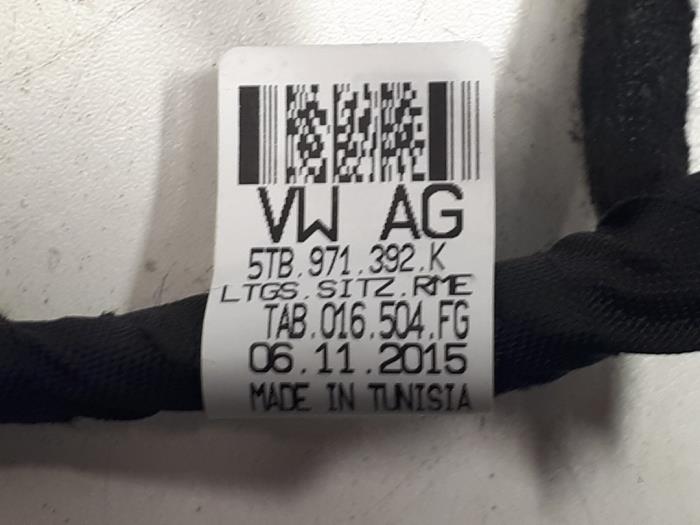 VW AG
5TB.971.392.K
LTGS.SITZ.RME
TAB.016.504.FG
06.11.2015
MADE IN TUNISIA